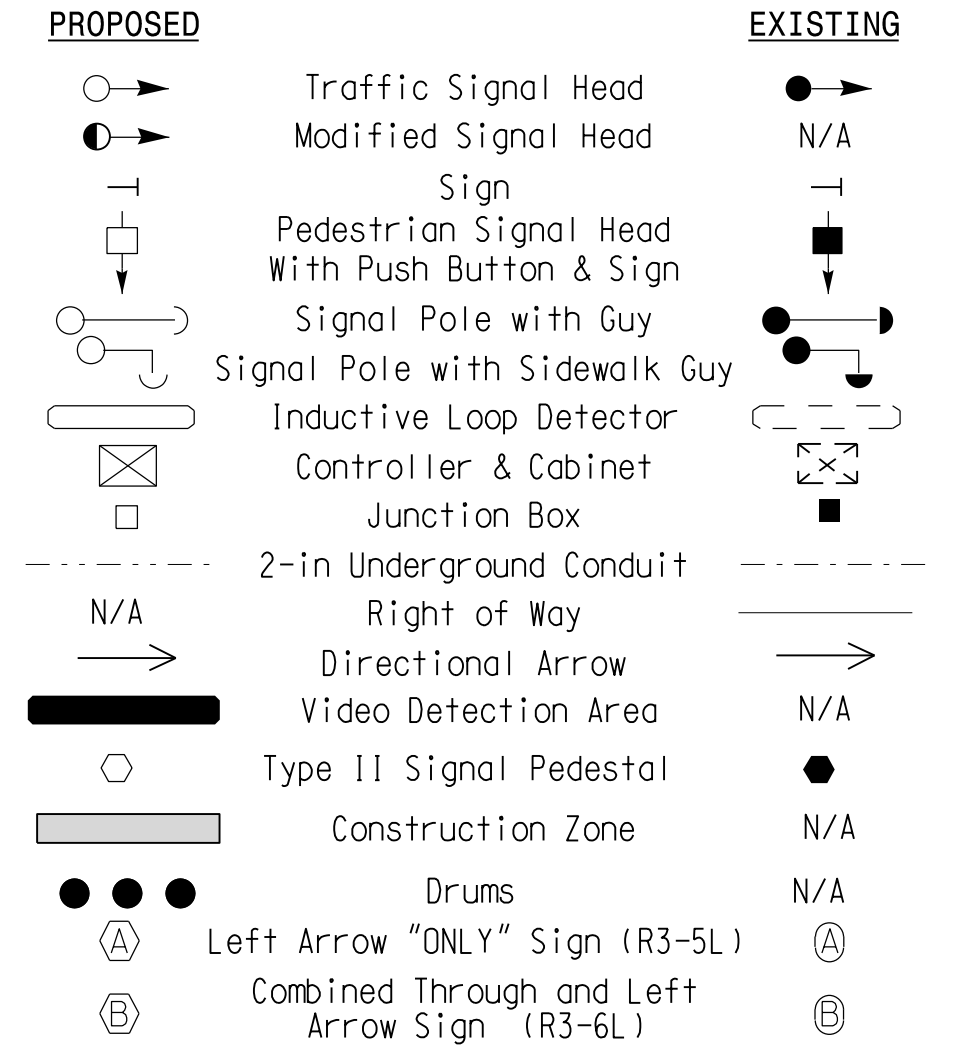 PROPOSED EXISTING
Traffic Signal Head
Modified Signal Head N/A
Sign
Pedestrian Signal Head
With Push Button & Sign
Signal Pole with Guy
Signal Pole with Sidewalk Guy
Inductive Loop Detector
Controller & Cabinet
Junction Box
2-in Underground Conduit
N/A Right of Way
Directional Arrow
Video Detection Area N/A
Type II Signal Pedestal
Construction Zone N/A
Drums N/A
A Left Arrow "ONLY" Sign (R3-5L) A
Combined Through and Left
B Arrow Sign (R3-6L) B